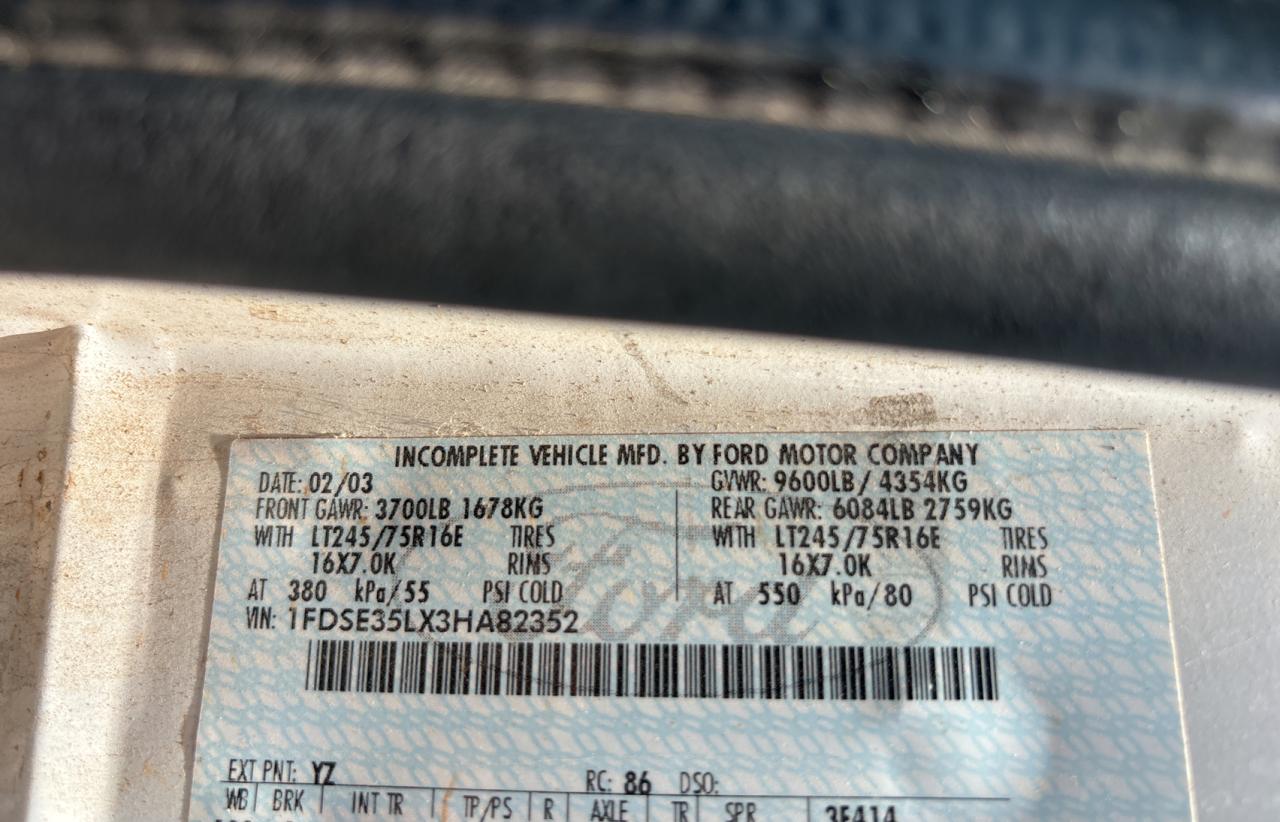 INCOMPLETE VEHICLE MFD. BY FORD MOTOR COMPANY
DATE: 02/03 GVWR: 9600LB / 4354KG
FRONT GAWR: 3700LB 1678KG REAR GAWR: 6084LB 2759KG
WITH LT245/75R16E TIRES WITH LT245/75R16E TIRES
16X7.0K RIMS 16X7.0K RIMS
AT 380 kPa/55 PSI COLD AT 550 kPa/80 PSI COLD
VIN: 1FDSE35LX3HA82352
Ford
EXT PNT: YZ RC: 86 DSO:
WB BRK INT TR TP/PS R AXLE TR SPR 3F414